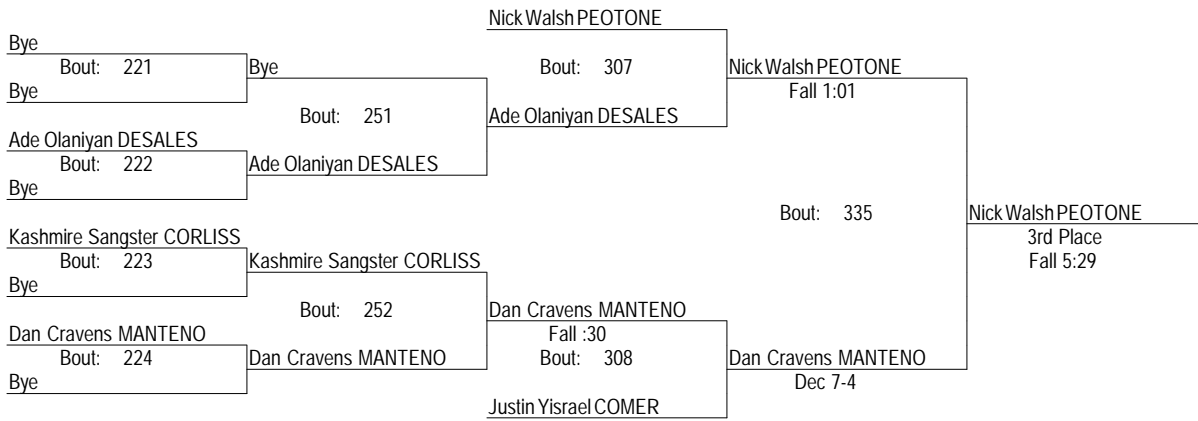 Nick Walsh PEOTONE
Bye
Bout: 221
Bye
Bout: 307
Nick Walsh PEOTONE
Bye
Fall 1:01
Bout: 251
Ade Olaniyan DESALES
Ade Olaniyan DESALES
Bout: 222
Ade Olaniyan DESALES
Bye
Bout: 335
Nick Walsh PEOTONE
Kashmire Sangster CORLISS
3rd Place
Bout: 223
Kashmire Sangster CORLISS
Fall 5:29
Bye
Bout: 252
Dan Cravens MANTENO
Dan Cravens MANTENO
Fall :30
Bout: 224
Dan Cravens MANTENO
Bout: 308
Dan Cravens MANTENO
Bye
Dec 7-4
Justin Yisrael COMER